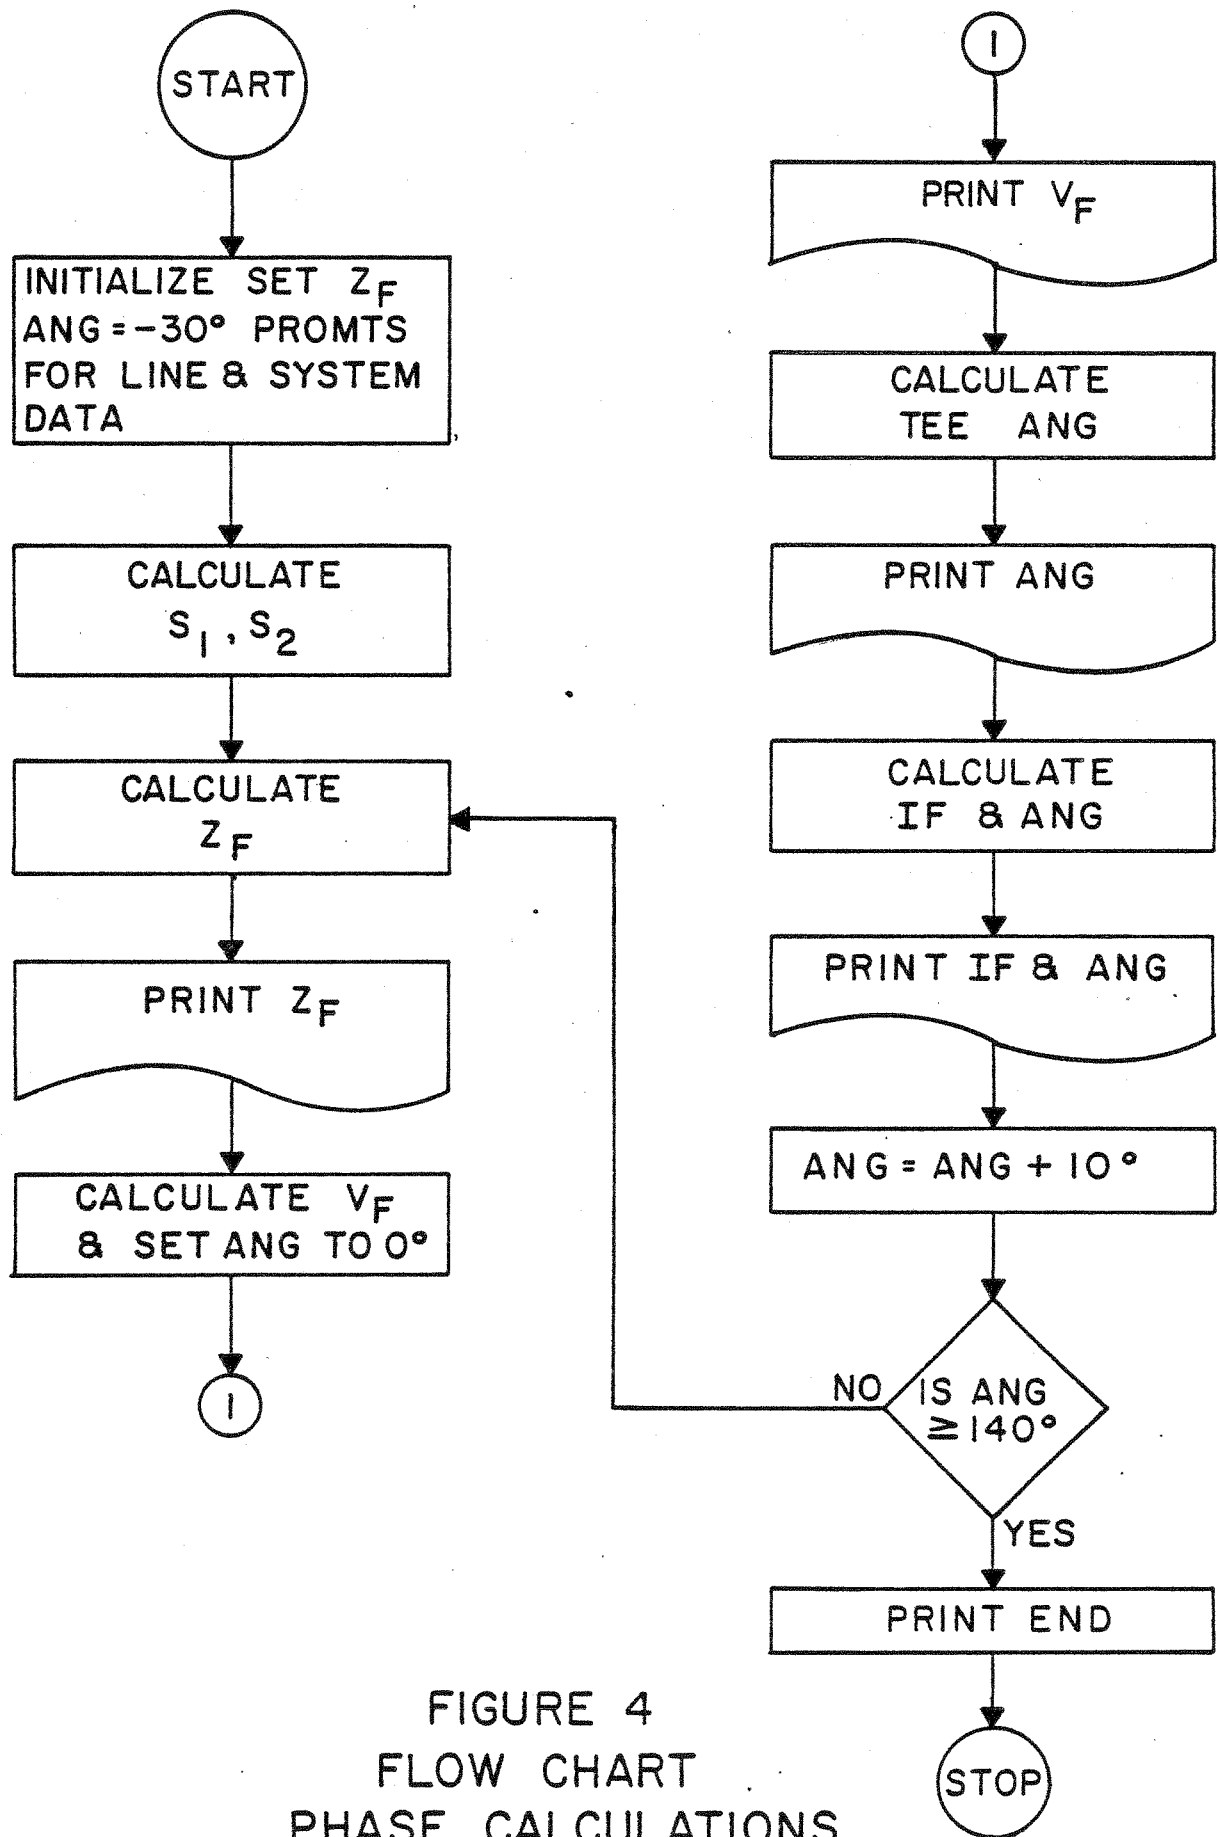 START
INITIALIZE SET ZF
ANG = -30° PROMTS
FOR LINE & SYSTEM
DATA
CALCULATE
S1, S2
CALCULATE
ZF
PRINT ZF
CALCULATE VF
& SET ANG TO 0°
1
1
PRINT VF
CALCULATE
TEE ANG
PRINT ANG
CALCULATE
IF & ANG
PRINT IF & ANG
ANG = ANG + 10°
NO
IS ANG
≥ 140°
YES
PRINT END
STOP
FIGURE 4
FLOW CHART
PHASE CALCULATIONS